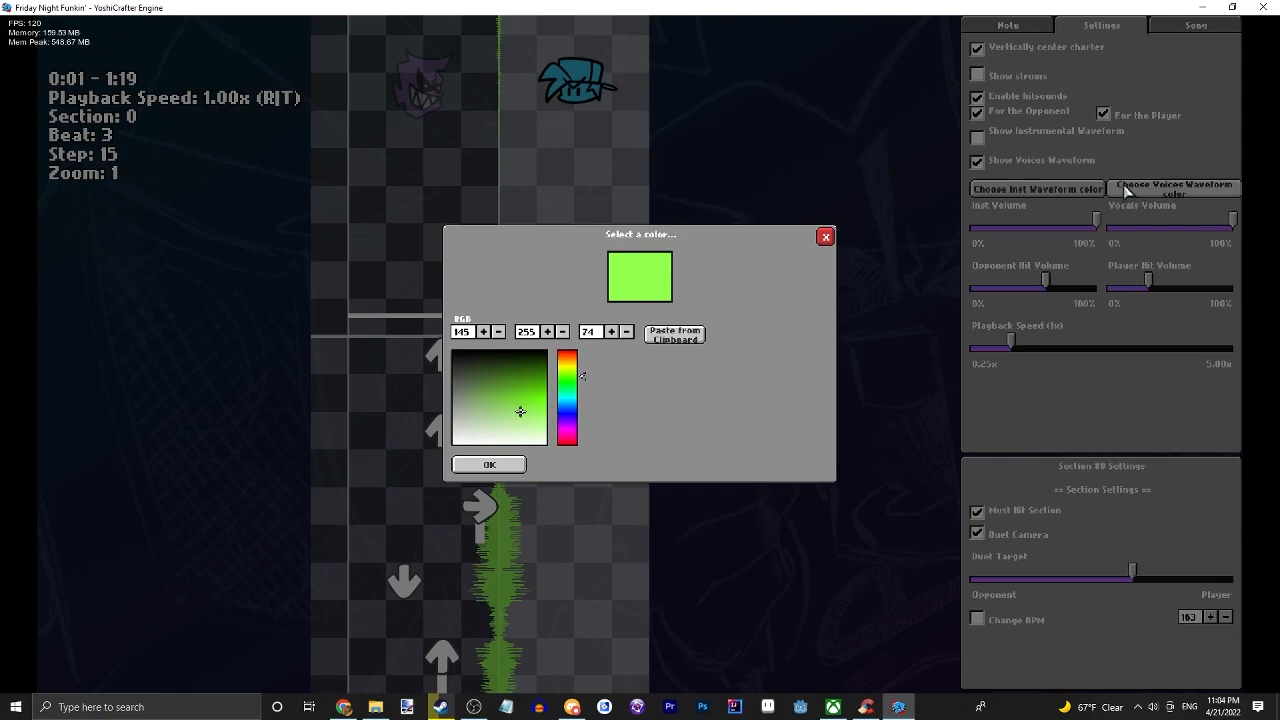 Friday Night Funkin' - YoshiCrafter Engine
FPS: 120
Memory: 159.53 MB
Mem Peak: 548.67 MB
0:01 - 1:19
Playback Speed: 1.00x (R|T)
Section: 0
Beat: 3
Step: 15
Zoom: 1
Note
Settings
Song
Vertically center charter
Show strums
Enable hitsounds
For the Opponent
For the Player
Show Instrumental Waveform
Show Voices Waveform
Choose Inst Waveform color
Choose Voices Waveform
color
Inst Volume
Vocals Volume
0%
100%
0%
100%
Opponent Hit Volume
Player Hit Volume
0%
100%
0%
100%
Playback Speed (1x)
0.25x
5.00x
Select a color...
RGB
145
+
-
255
+
-
74
+
-
Paste from
Clipboard
OK
Section #0 Settings
== Section Settings ==
Must Hit Section
Duet Camera
Duet Target
Opponent
Player
Change BPM
163
+
-
Type here to search
67°F Clear
ENG
11:04 PM
4/21/2022